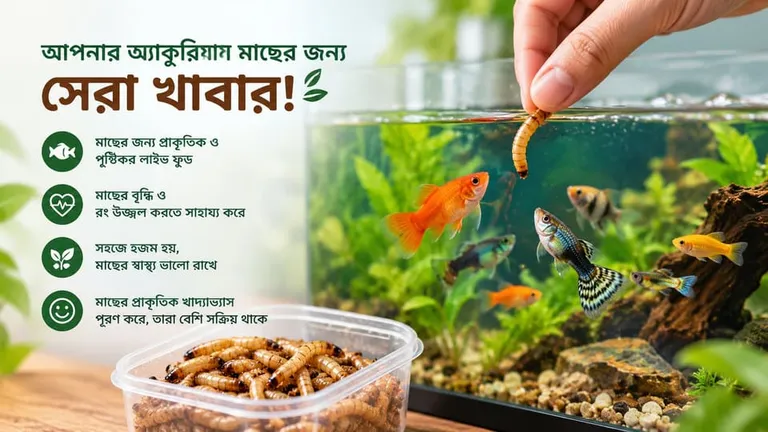 আপনার অ্যাকুরিয়াম মাছের জন্য
সেরা খাবার!
মাছের জন্য প্রাকৃতিক ও
পুষ্টিকর লাইভ ফুড
মাছের বৃদ্ধি ও
রং উজ্জ্বল করতে সাহায্য করে
সহজে হজম হয়,
মাছের স্বাস্থ্য ভালো রাখে
মাছের প্রাকৃতিক খাদ্যাভ্যাস
পূরণ করে, তারা বেশি সক্রিয় থাকে